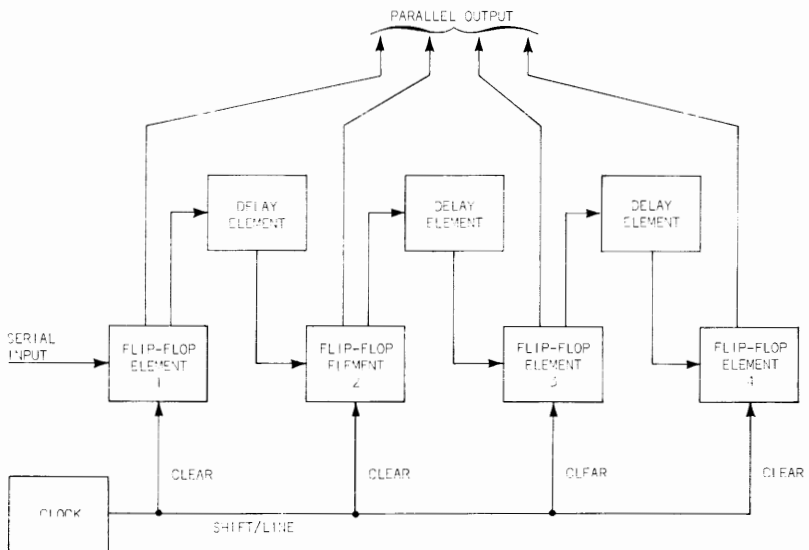 PARALLEL OUTPUT
DELAY
ELEMENT
DELAY
ELEMENT
DELAY
ELEMENT
SERIAL
INPUT
FLIP-FLOP
ELEMENT
1
FLIP-FLOP
ELEMENT
2
FLIP-FLOP
ELEMENT
3
FLIP-FLOP
ELEMENT
4
CLEAR
CLEAR
CLEAR
CLEAR
CLOCK
SHIFT/LINE